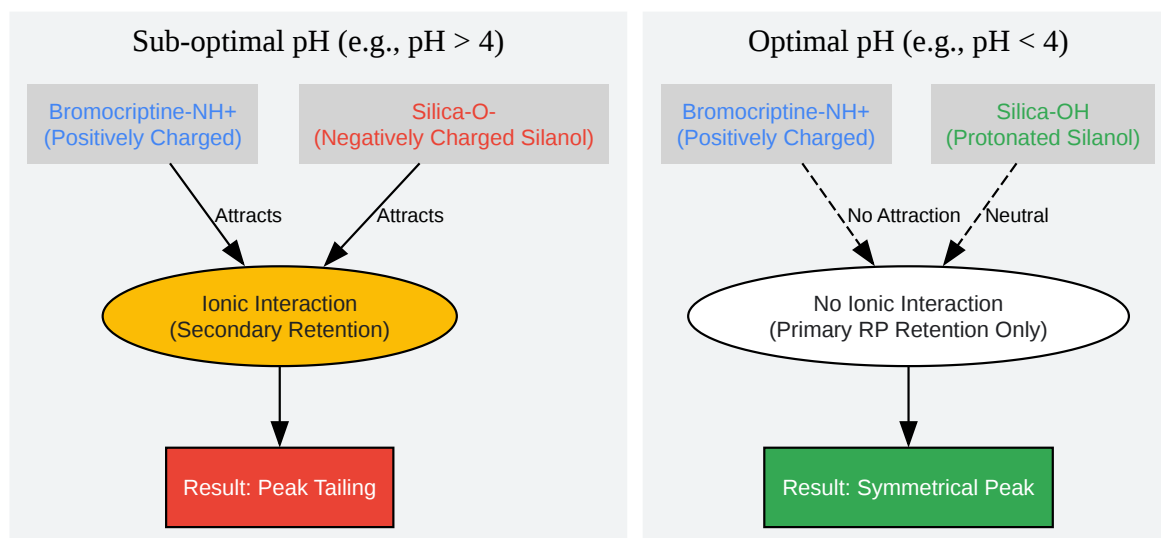 Sub-optimal pH (e.g., pH > 4)
Bromocriptine-NH+
(Positively Charged)
Silica-O-
(Negatively Charged Silanol)
Attracts
Attracts
Ionic Interaction
(Secondary Retention)
Result: Peak Tailing
Optimal pH (e.g., pH < 4)
Bromocriptine-NH+
(Positively Charged)
Silica-OH
(Protonated Silanol)
No Attraction
Neutral
No Ionic Interaction
(Primary RP Retention Only)
Result: Symmetrical Peak